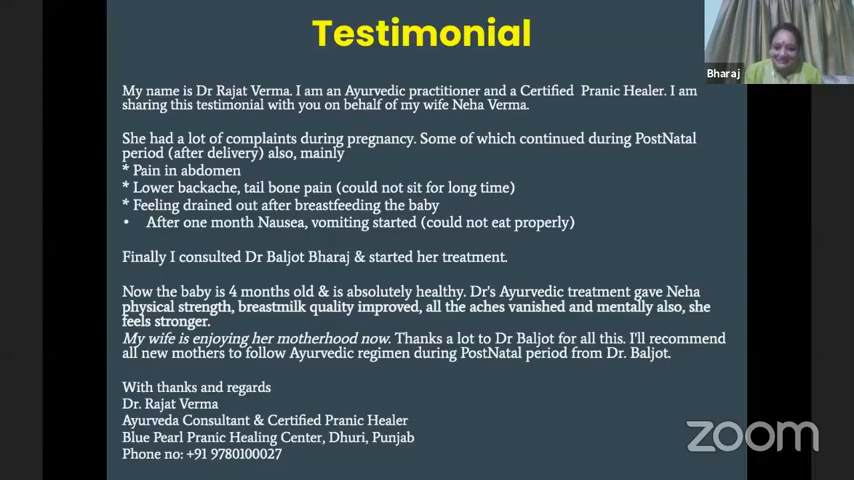 Testimonial
Bharaj
My name is Dr Rajat Verma. I am an Ayurvedic practitioner and a Certified Pranic Healer. I am
sharing this testimonial with you on behalf of my wife Neha Verma.
She had a lot of complaints during pregnancy. Some of which continued during PostNatal
period (after delivery) also, mainly
* Pain in abdomen
* Lower backache, tail bone pain (could not sit for long time)
* Feeling drained out after breastfeeding the baby
• After one month Nausea, vomiting started (could not eat properly)
Finally I consulted Dr Baljot Bharaj & started her treatment.
Now the baby is 4 months old & is absolutely healthy. Dr's Ayurvedic treatment gave Neha
physical strength, breastmilk quality improved, all the aches vanished and mentally also, she
feels stronger.
My wife is enjoying her motherhood now. Thanks a lot to Dr Baljot for all this. I'll recommend
all new mothers to follow Ayurvedic regimen during PostNatal period from Dr. Baljot.
With thanks and regards
Dr. Rajat Verma
Ayurveda Consultant & Certified Pranic Healer
Blue Pearl Pranic Healing Center, Dhuri, Punjab
Phone no: +91 9780100027
zoom